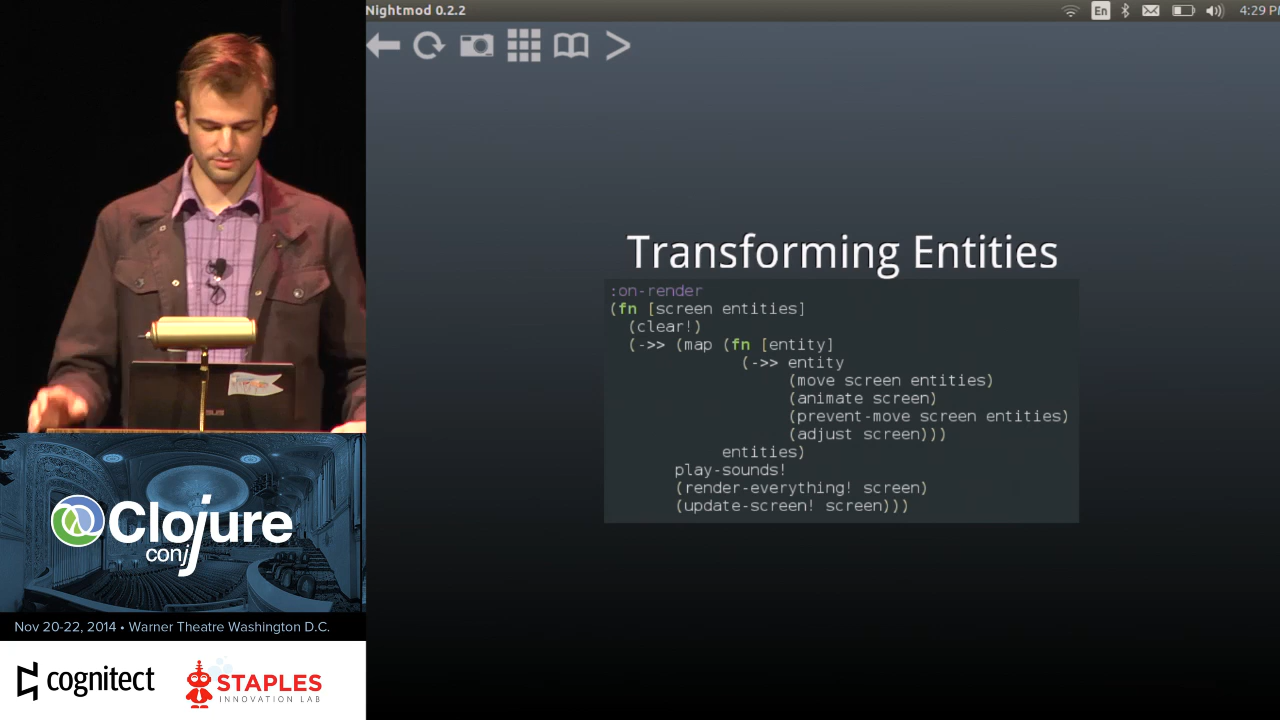 Nightmod 0.2.2
En
4:29 P
Transforming Entities
:on-render
(fn [screen entities]
(clear!)
(->> (map (fn [entity]
(->> entity
(move screen entities)
(animate screen)
(prevent-move screen entities)
(adjust screen)))
entities)
play-sounds!
(render-everything! screen)
(update-screen! screen)))
Clojure
conj
Nov 20-22, 2014 • Warner Theatre Washington D.C.
cognitect
STAPLES
INNOVATION LAB